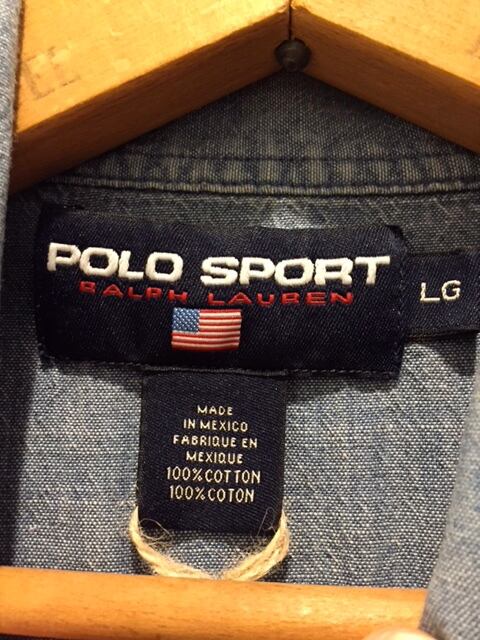 POLO SPORT
RALPH LAUREN
LG
MADE
IN MEXICO
FABRIQUE EN
MEXIQUE
100% COTTON
100% COTON